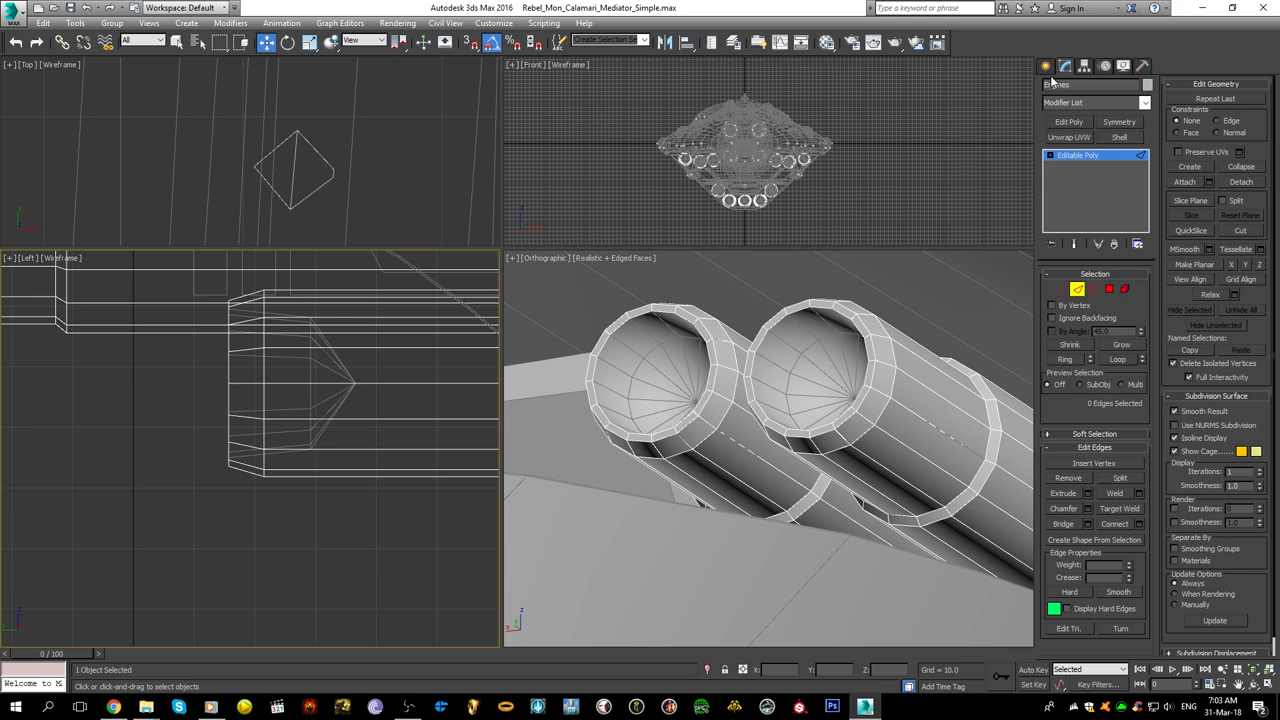 Workspace: Default
Autodesk 3ds Max 2016    Rebel_Mon_Calamari_Mediator_Simple.max
Type a keyword or phrase
Sign In
MAX
Edit Tools Group Views Create Modifiers Animation Graph Editors Rendering Civil View Customize Scripting Help
All View Create Selection Se
[+] [Top] [Wireframe]
[+] [Front] [Wireframe]
[+] [Left] [Wireframe]
[+] [Orthographic] [Realistic + Edged Faces]
Modifier List
Edit Poly Symmetry
Unwrap UVW Shell
Editable Poly
Selection
By Vertex
Ignore Backfacing
By Angle: 45.0
Shrink Grow
Ring Loop
Preview Selection
Off SubObj Multi
0 Edges Selected
Soft Selection
Edit Edges
Insert Vertex
Remove Split
Extrude Weld
Chamfer Target Weld
Bridge Connect
Create Shape From Selection
Edge Properties
Weight:
Crease:
Hard Smooth
Display Hard Edges
Edit Tri. Turn
Edit Geometry
Repeat Last
Constraints
None Edge
Face Normal
Preserve UVs
Create Collapse
Attach Detach
Slice Plane Split
Slice Reset Plane
QuickSlice Cut
MSmooth Tessellate
Make Planar X Y Z
View Align Grid Align
Relax
Hide Selected Unhide All
Hide Unselected
Named Selections:
Copy Paste
Delete Isolated Vertices
Full Interactivity
Subdivision Surface
Smooth Result
Use NURMS Subdivision
Isoline Display
Show Cage......
Display
Iterations: 1
Smoothness: 1.0
Render
Iterations: 0
Smoothness: 1.0
Separate By
Smoothing Groups
Materials
Update Options
Always
When Rendering
Manually
Update
Subdivision Displacement
0 / 100
1 Object Selected
X: Y: Z: Grid = 10.0
Auto Key Selected
Welcome to M
Click or click-and-drag to select objects
Add Time Tag
Set Key Key Filters... 0
7:03 AM
31-Mar-18